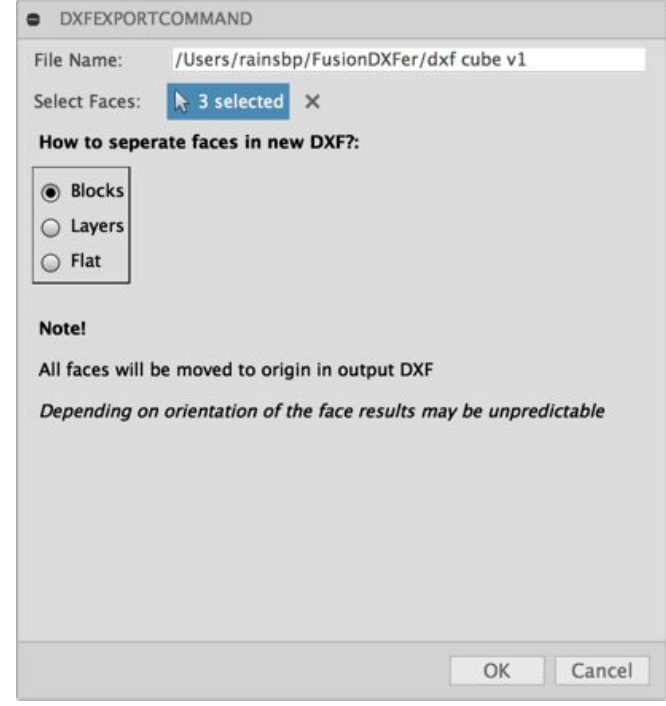 DXFEXPORTCOMMAND
File Name: /Users/rainsbp/FusionDXFer/dxf cube v1
Select Faces: 3 selected
How to seperate faces in new DXF?:
Blocks
Layers
Flat
Note!
All faces will be moved to origin in output DXF
Depending on orientation of the face results may be unpredictable
OK Cancel